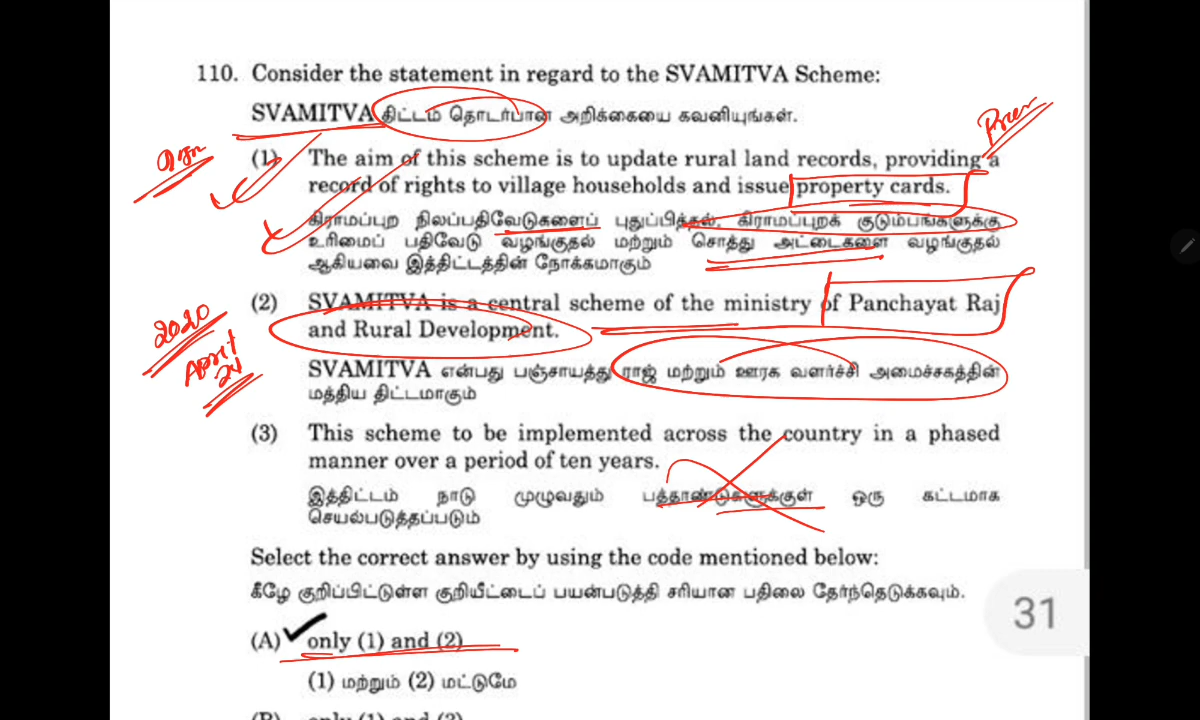 110. Consider the statement in regard to the SVAMITVA Scheme:
SVAMITVA திட்டம் தொடர்பான அறிக்கையை கவனியுங்கள்.
(1) The aim of this scheme is to update rural land records, providing a
record of rights to village households and issue property cards.
கிராமப்புற நிலப்பதிவேடுகளைப் புதுப்பித்தல், கிராமப்புறக் குடும்பங்களுக்கு
உரிமைப் பதிவேடு வழங்குதல் மற்றும் சொத்து அட்டைகளை வழங்குதல்
ஆகியவை இத்திட்டத்தின் நோக்கமாகும்
2020
April
24
(2) SVAMITVA is a central scheme of the ministry of Panchayat Raj
and Rural Development.
SVAMITVA என்பது பஞ்சாயத்து ராஜ் மற்றும் ஊரக வளர்ச்சி அமைச்சகத்தின்
மத்திய திட்டமாகும்
(3) This scheme to be implemented across the country in a phased
manner over a period of ten years.
இத்திட்டம் நாடு முழுவதும் பத்தாண்டுகளுக்குள் ஒரு கட்டமாக
செயல்படுத்தப்படும்
Select the correct answer by using the code mentioned below:
கீழே குறிப்பிட்டுள்ள குறியீட்டைப் பயன்படுத்தி சரியான பதிலை தேர்ந்தெடுக்கவும்.
31
(A) only (1) and (2)
(1) மற்றும் (2) மட்டுமே